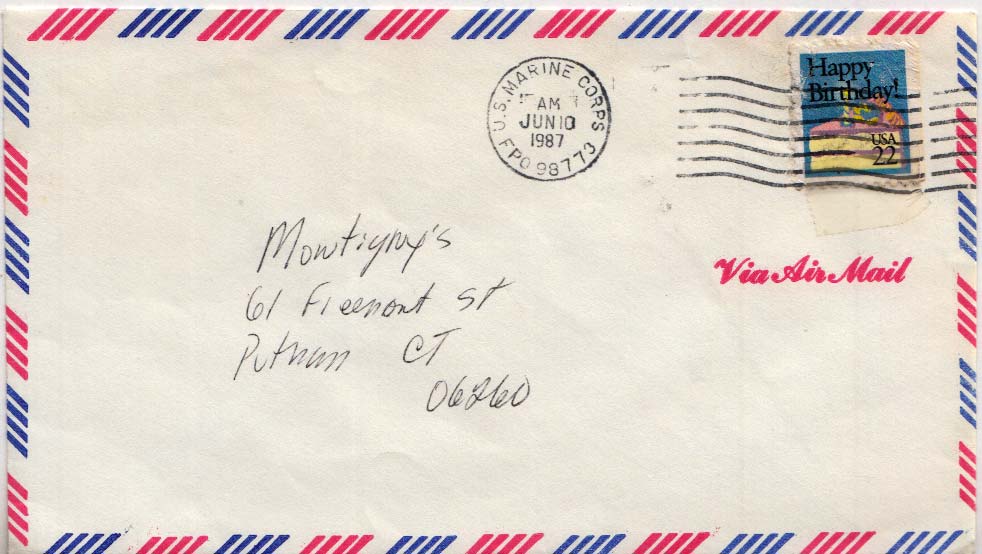 U.S. MARINE CORPS
AM
JUN 10
1987
FPO 98773
Happy
Birthday!
USA
22
Via Air Mail
Montigny's
61 Freemont St
Putnam CT
06260